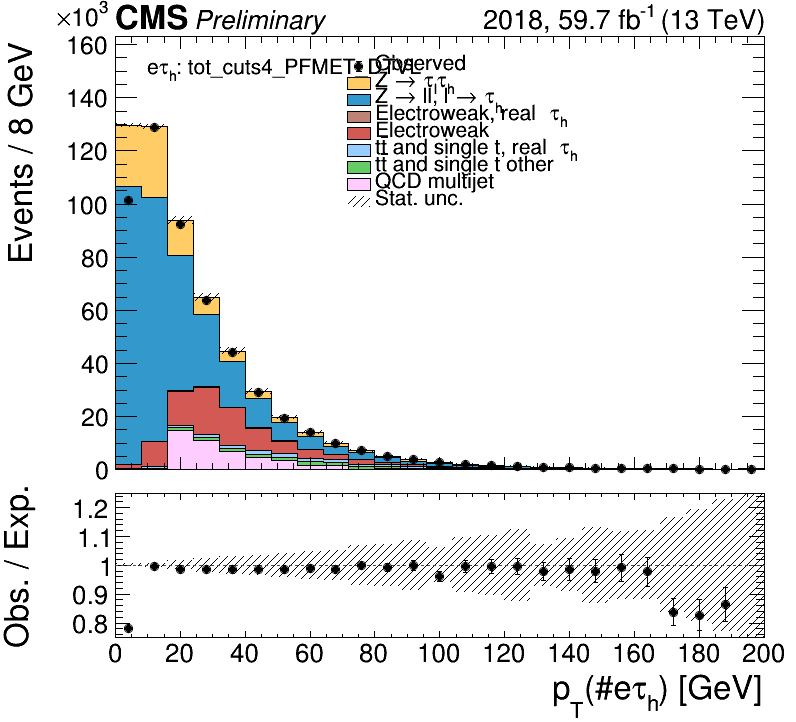 ×10³ CMS Preliminary 2018, 59.7 fb⁻¹ (13 TeV)
eτh: tot_cuts4_PFMET_DTVL
Observed
Z → τlτh
Z → ll, l → τh
Electroweak, real τh
Electroweak
tt and single t, real τh
tt and single t other
QCD multijet
Stat. unc.
Events / 8 GeV
160
140
120
100
80
60
40
20
0
Obs. / Exp.
1.2
1.1
1
0.9
0.8
0 20 40 60 80 100 120 140 160 180 200
pT(#eτh) [GeV]